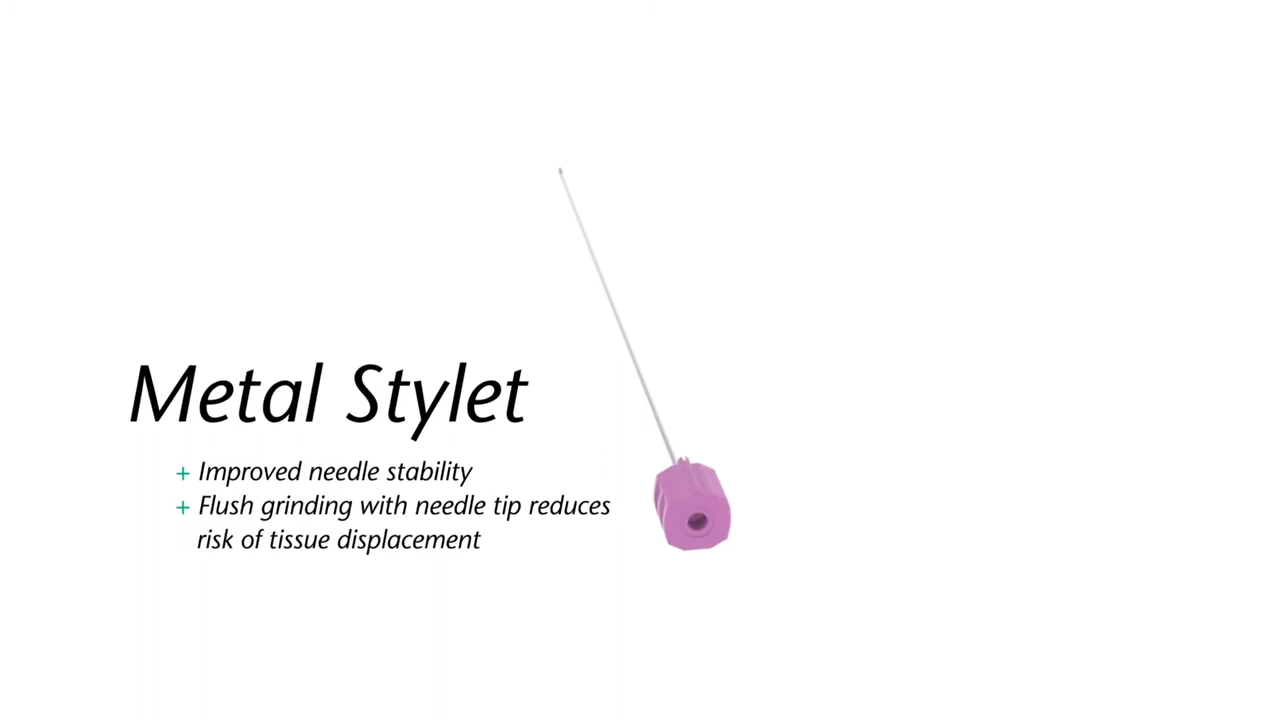 Metal Stylet
+ Improved needle stability
+ Flush grinding with needle tip reduces
risk of tissue displacement